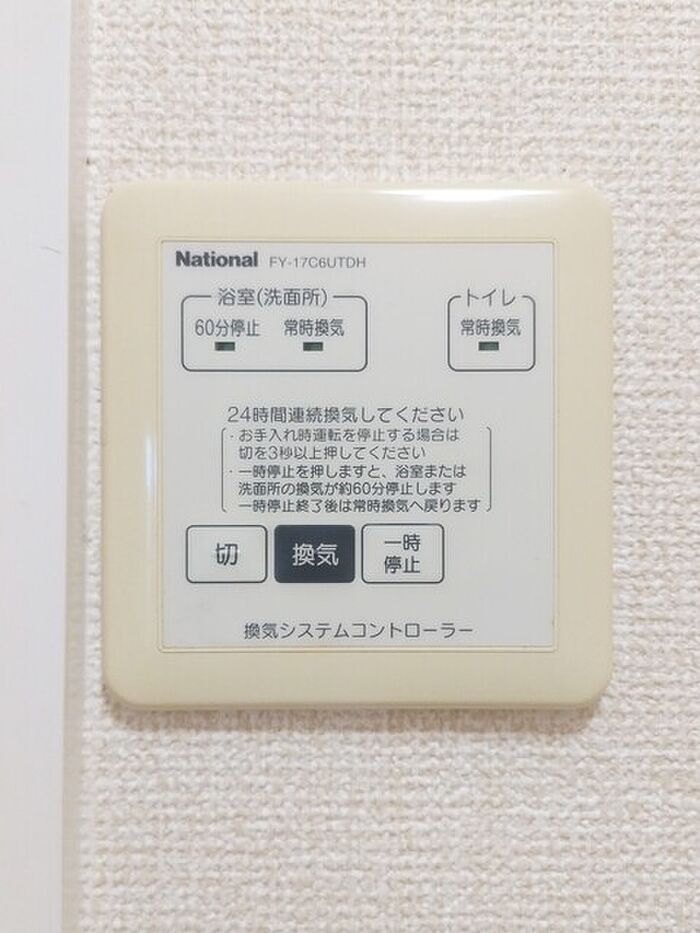 National FY-17C6UTDH
浴室(洗面所) トイレ
60分停止 常時換気 常時換気
24時間連続換気してください
・お手入れ時運転を停止する場合は
切を3秒以上押してください
・一時停止を押しますと、浴室または
洗面所の換気が約60分停止します
一時停止終了後は常時換気へ戻ります
切 換気 一時
停止
換気システムコントローラー